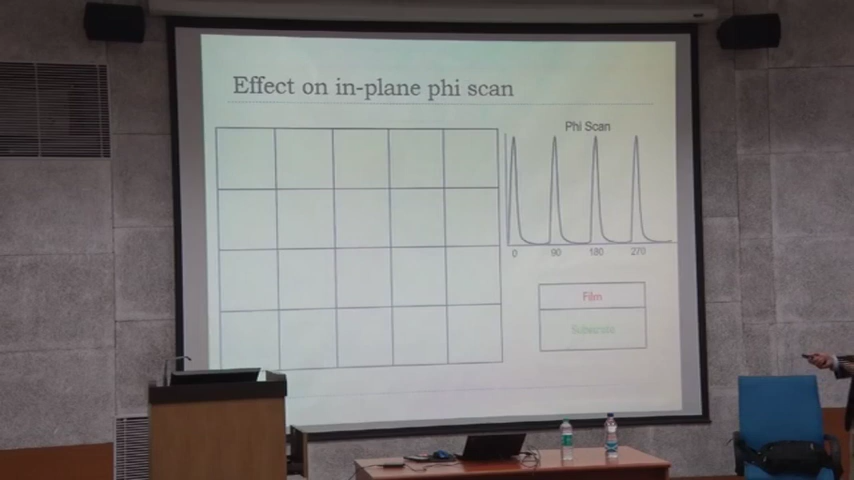 Effect on in-plane phi scan
Phi Scan
0 90 180 270
Film
Substrate